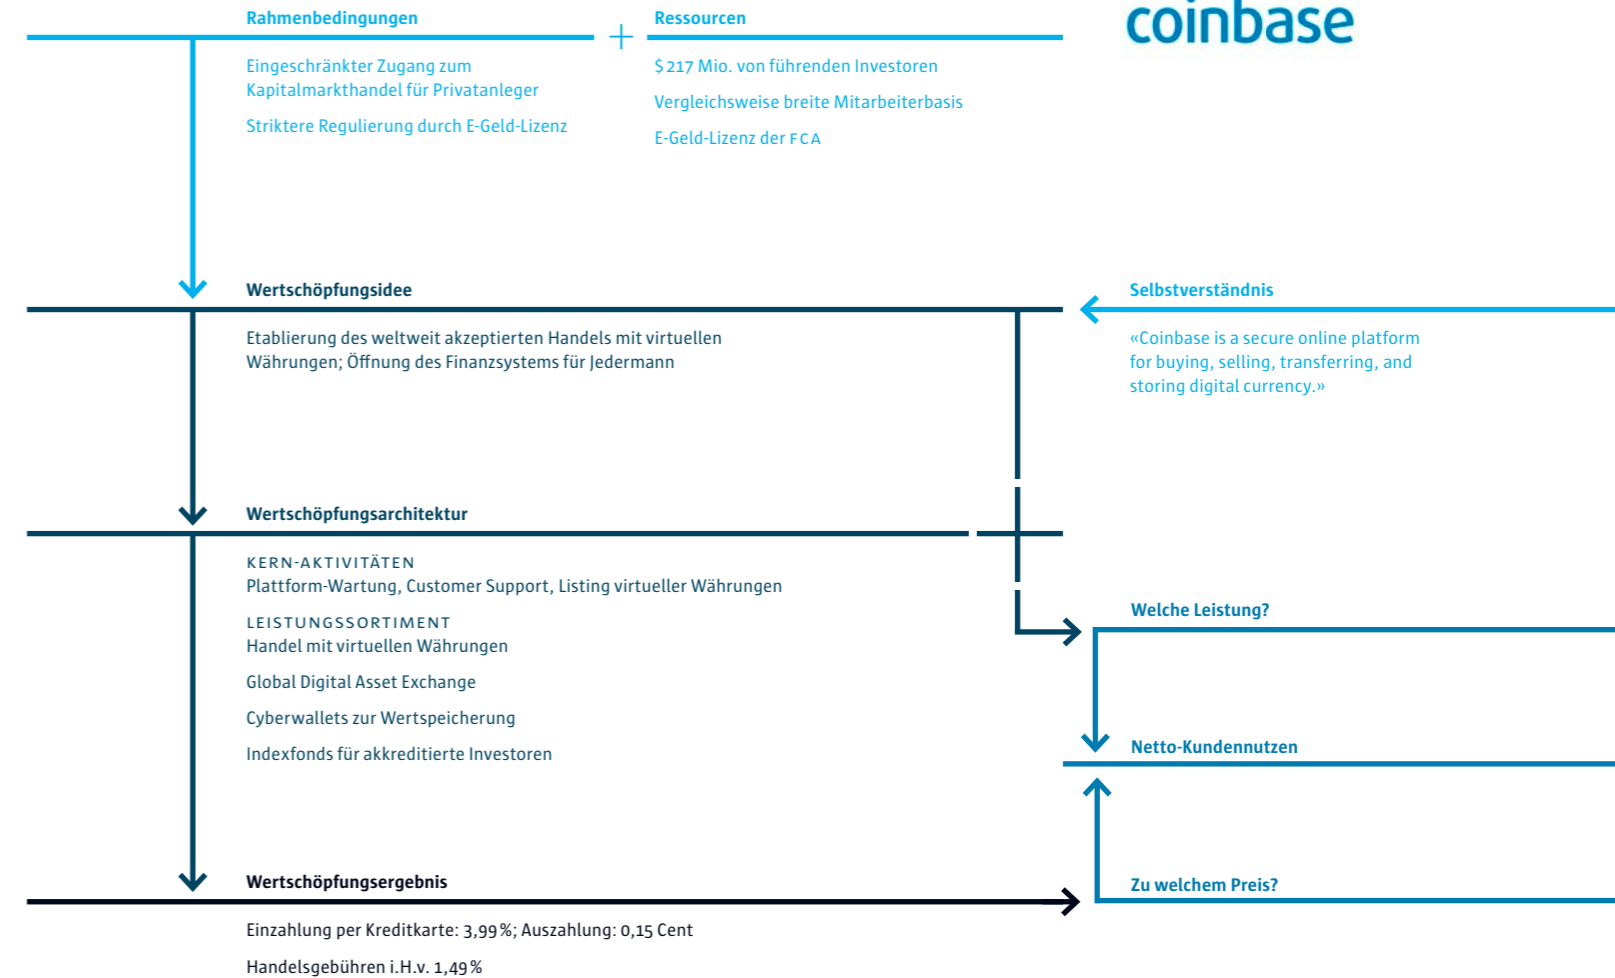 coinbase
Rahmenbedingungen
Eingeschränkter Zugang zum
Kapitalmarkthandel für Privatanleger
Striktere Regulierung durch E-Geld-Lizenz
Ressourcen
$ 217 Mio. von führenden Investoren
Vergleichsweise breite Mitarbeiterbasis
E-Geld-Lizenz der FCA
Wertschöpfungsidee
Etablierung des weltweit akzeptierten Handels mit virtuellen
Währungen; Öffnung des Finanzsystems für Jedermann
Selbstverständnis
«Coinbase is a secure online platform
for buying, selling, transferring, and
storing digital currency.»
Wertschöpfungsarchitektur
KERN-AKTIVITÄTEN
Plattform-Wartung, Customer Support, Listing virtueller Währungen
LEISTUNGSSORTIMENT
Handel mit virtuellen Währungen
Global Digital Asset Exchange
Cyberwallets zur Wertspeicherung
Indexfonds für akkreditierte Investoren
Welche Leistung?
Netto-Kundennutzen
Zu welchem Preis?
Wertschöpfungsergebnis
Einzahlung per Kreditkarte: 3,99 %; Auszahlung: 0,15 Cent
Handelsgebühren i.H.v. 1,49 %